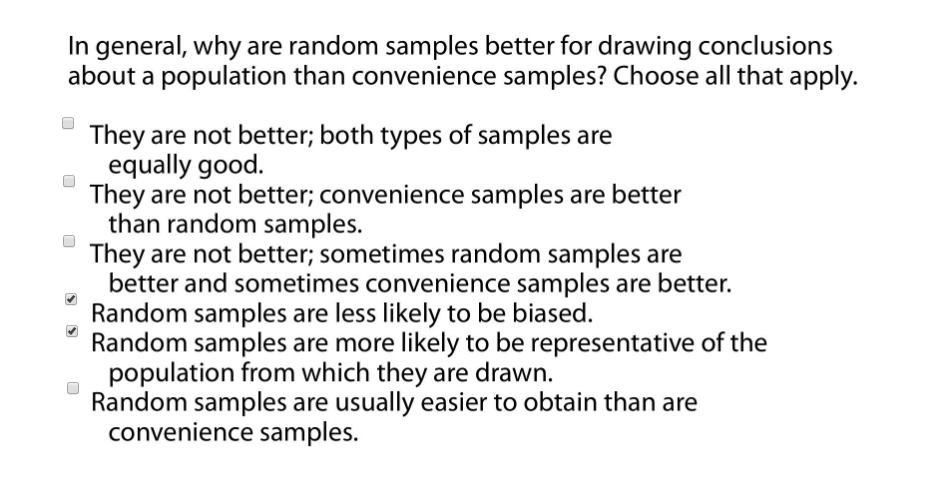 In general, why are random samples better for drawing conclusions
about a population than convenience samples? Choose all that apply.
They are not better; both types of samples are
equally good.
They are not better; convenience samples are better
than random samples.
They are not better; sometimes random samples are
better and sometimes convenience samples are better.
Random samples are less likely to be biased.
Random samples are more likely to be representative of the
population from which they are drawn.
Random samples are usually easier to obtain than are
convenience samples.